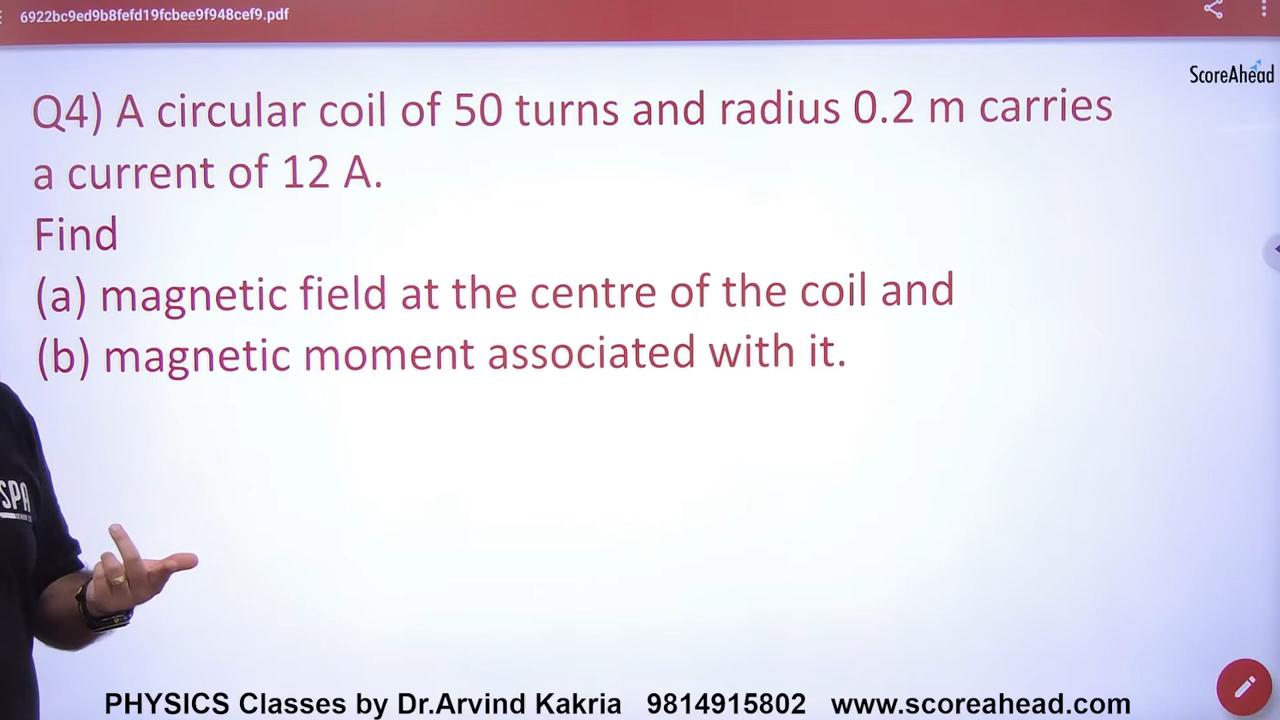 6922bc9ed9b8fefd19fcbee9f948cef9.pdf
ScoreAhead
Q4) A circular coil of 50 turns and radius 0.2 m carries
a current of 12 A.
Find
(a) magnetic field at the centre of the coil and
(b) magnetic moment associated with it.
SPA
PHYSICS Classes by Dr.Arvind Kakria 9814915802 www.scoreahead.com